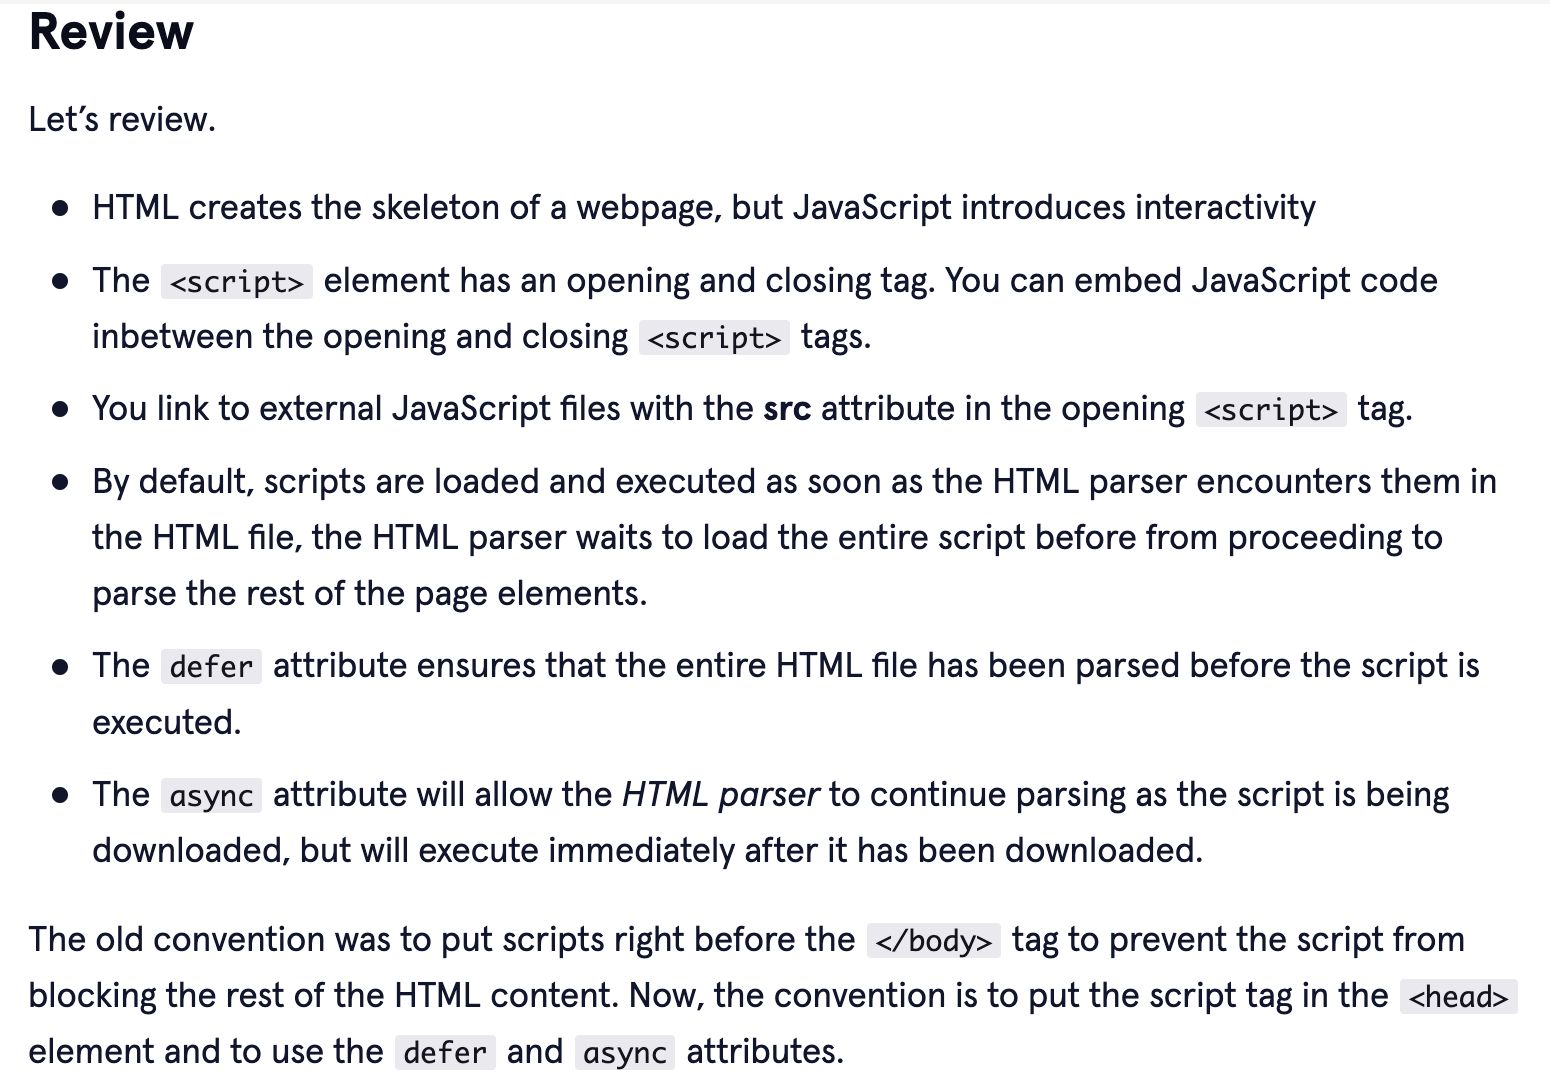 Review
Let's review.
• HTML creates the skeleton of a webpage, but JavaScript introduces interactivity
• The <script> element has an opening and closing tag. You can embed JavaScript code
inbetween the opening and closing <script> tags.
• You link to external JavaScript files with the src attribute in the opening <script> tag.
• By default, scripts are loaded and executed as soon as the HTML parser encounters them in
the HTML file, the HTML parser waits to load the entire script before from proceeding to
parse the rest of the page elements.
• The defer attribute ensures that the entire HTML file has been parsed before the script is
executed.
• The async attribute will allow the HTML parser to continue parsing as the script is being
downloaded, but will execute immediately after it has been downloaded.
The old convention was to put scripts right before the </body> tag to prevent the script from
blocking the rest of the HTML content. Now, the convention is to put the script tag in the <head>
element and to use the defer and async attributes.